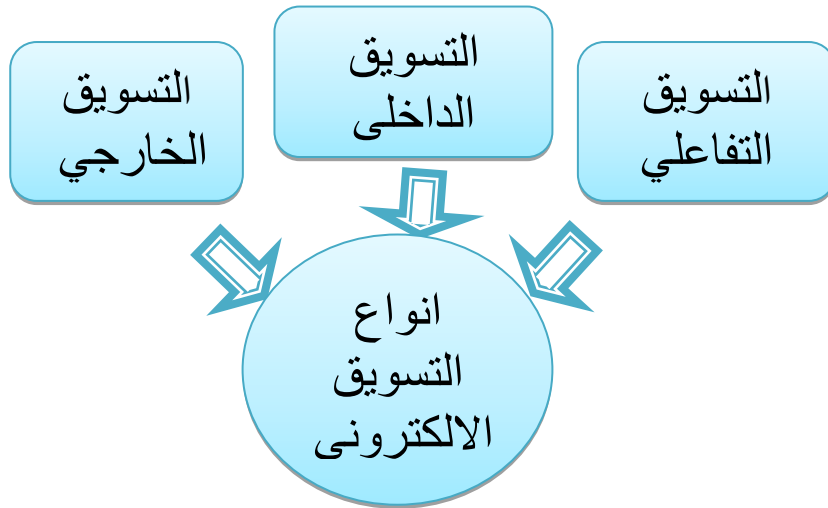 التسويق
التفاعلي
التسويق
الداخلى
التسويق
الخارجي
انواع
التسويق
الالكترونى